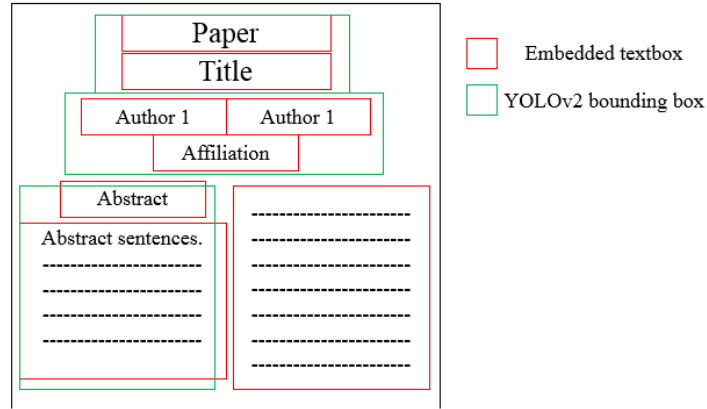 Paper
Title
Author 1 Author 1
Affiliation
Abstract
Abstract sentences.
Embedded textbox
YOLOv2 bounding box